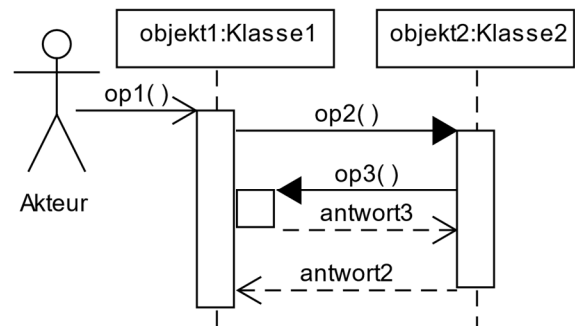 objekt1:Klasse1
objekt2:Klasse2
op1( )
op2( )
op3( )
Akteur
antwort3
antwort2